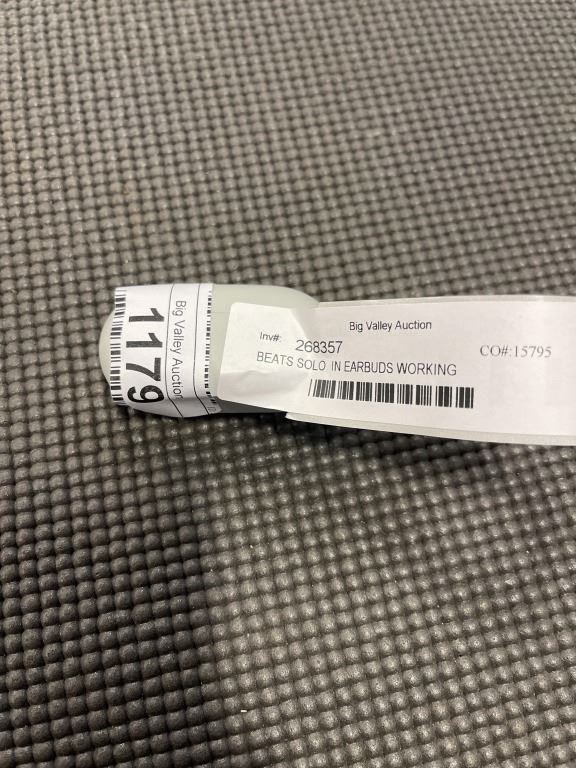 1179
Big Valley Auction
Big Valley Auction
Inv#: 268357
CO#:15795
BEATS SOLO IN EARBUDS WORKING